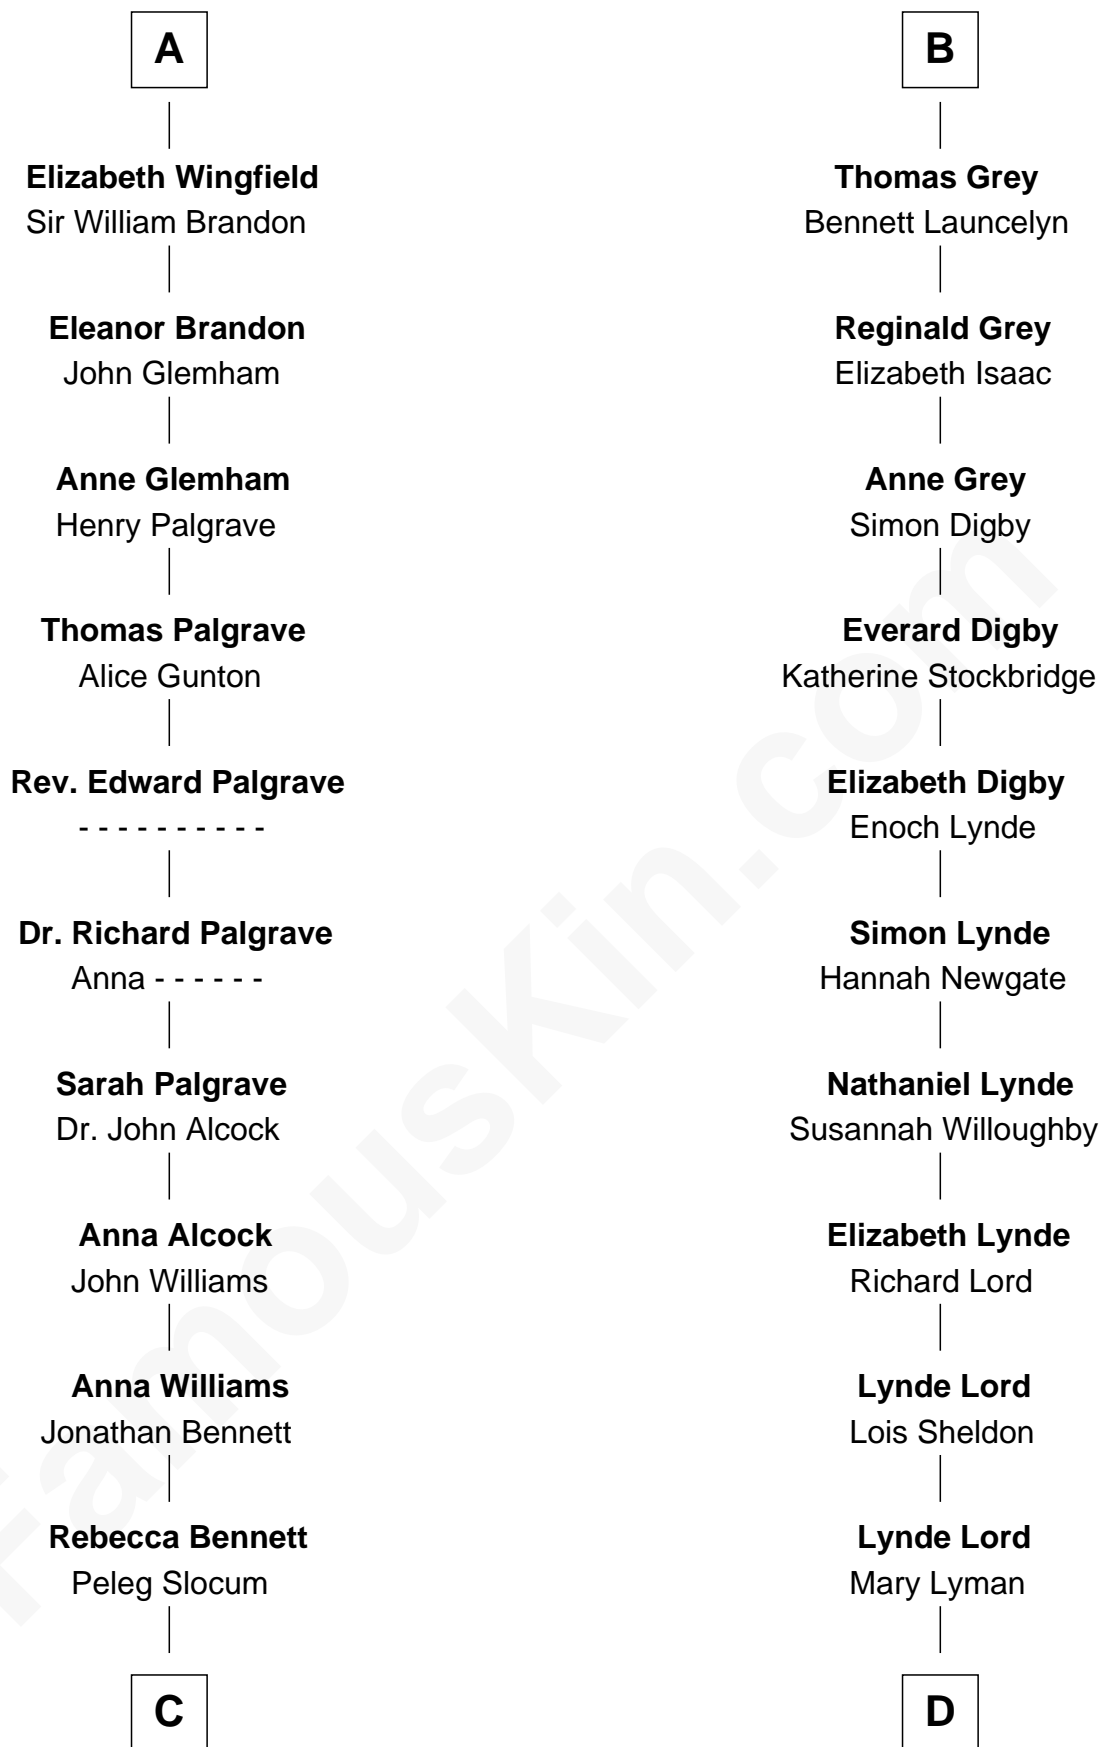 A
Elizabeth Wingfield
Sir William Brandon
Eleanor Brandon
John Glemham
Anne Glemham
Henry Palgrave
Thomas Palgrave
Alice Gunton
Rev. Edward Palgrave
- - - - - - - - - -
Dr. Richard Palgrave
Anna - - - - - -
Sarah Palgrave
Dr. John Alcock
Anna Alcock
John Williams
Anna Williams
Jonathan Bennett
Rebecca Bennett
Peleg Slocum
C
B
Thomas Grey
Bennett Launcelyn
Reginald Grey
Elizabeth Isaac
Anne Grey
Simon Digby
Everard Digby
Katherine Stockbridge
Elizabeth Digby
Enoch Lynde
Simon Lynde
Hannah Newgate
Nathaniel Lynde
Susannah Willoughby
Elizabeth Lynde
Richard Lord
Lynde Lord
Lois Sheldon
Lynde Lord
Mary Lyman
D
FamousKin.com